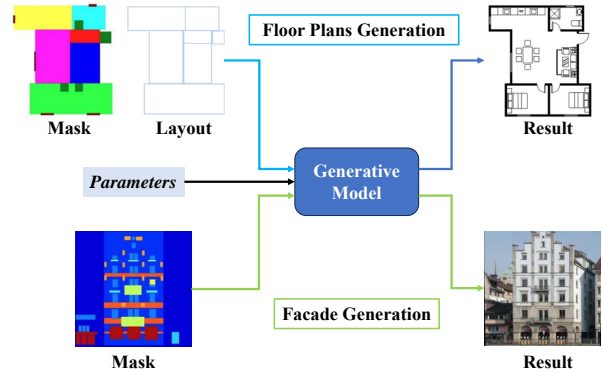 Floor Plans Generation
Mask
Layout
Result
Parameters
Generative
Model
Facade Generation
Mask
Result